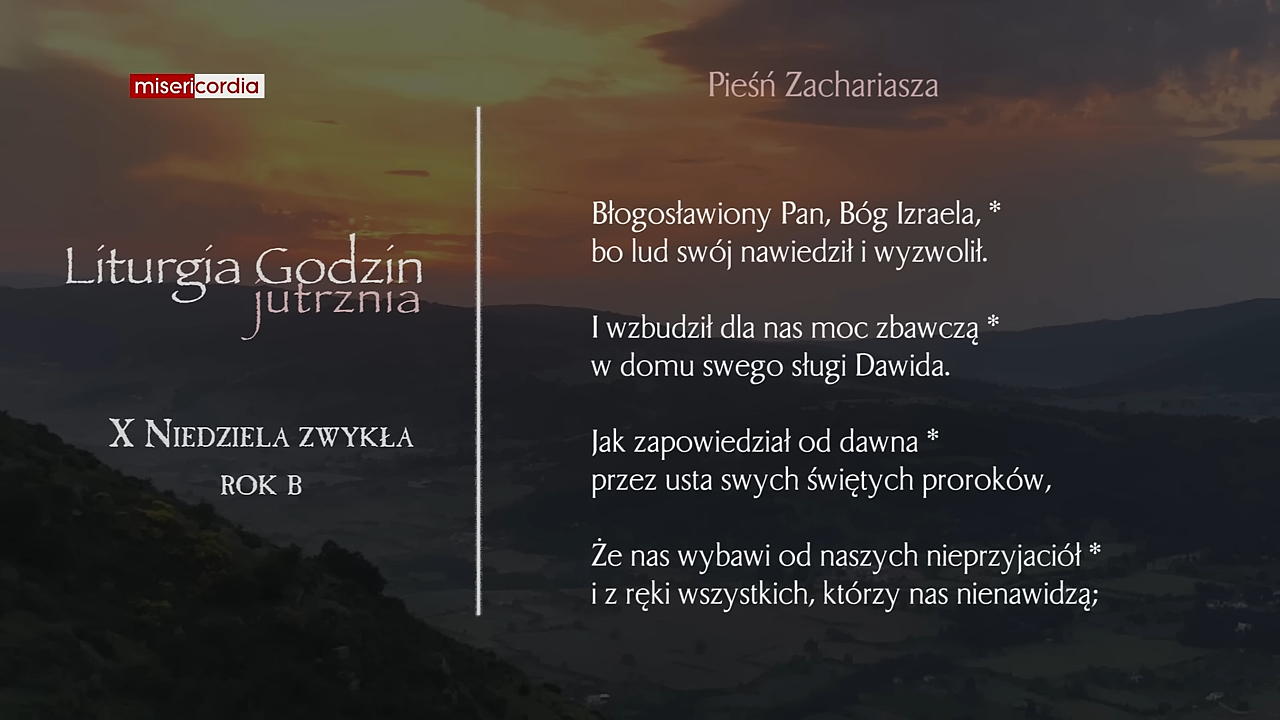 misericordia
Liturgia Godzin
jutrznia
X Niedziela zwykła
rok B
Pieśń Zachariasza
Błogosławiony Pan, Bóg Izraela, *
bo lud swój nawiedził i wyzwolił.
I wzbudził dla nas moc zbawczą *
w domu swego sługi Dawida.
Jak zapowiedział od dawna *
przez usta swych świętych proroków,
Że nas wybawi od naszych nieprzyjaciół *
i z ręki wszystkich, którzy nas nienawidzą;